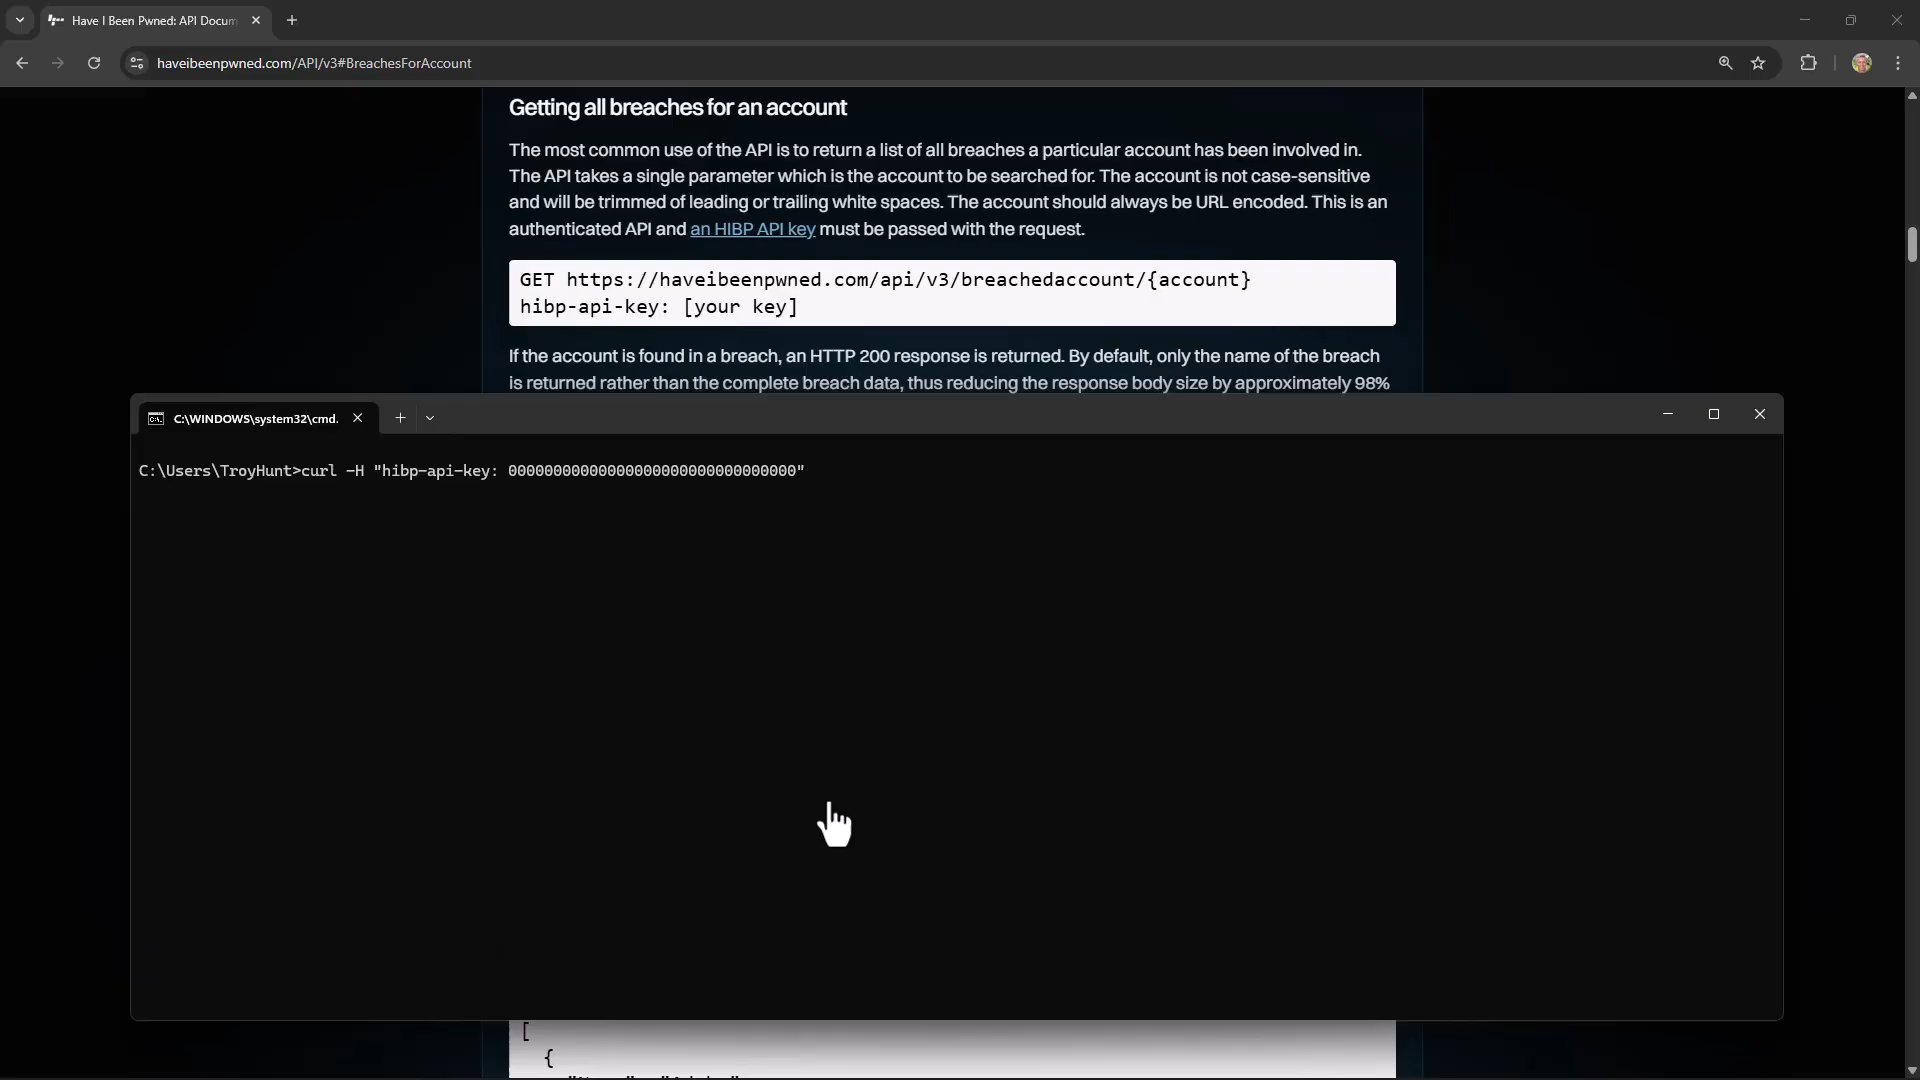 Have I Been Pwned: API Docum
haveibeenpwned.com/API/v3#BreachesForAccount
Getting all breaches for an account
The most common use of the API is to return a list of all breaches a particular account has been involved in.
The API takes a single parameter which is the account to be searched for. The account is not case-sensitive
and will be trimmed of leading or trailing white spaces. The account should always be URL encoded. This is an
authenticated API and an HIBP API key must be passed with the request.
GET https://haveibeenpwned.com/api/v3/breachedaccount/{account}
hibp-api-key: [your key]
If the account is found in a breach, an HTTP 200 response is returned. By default, only the name of the breach
is returned rather than the complete breach data, thus reducing the response body size by approximately 98%
C:\WINDOWS\system32\cmd.
C:\Users\TroyHunt>curl -H "hibp-api-key: 00000000000000000000000000000000"
[
{